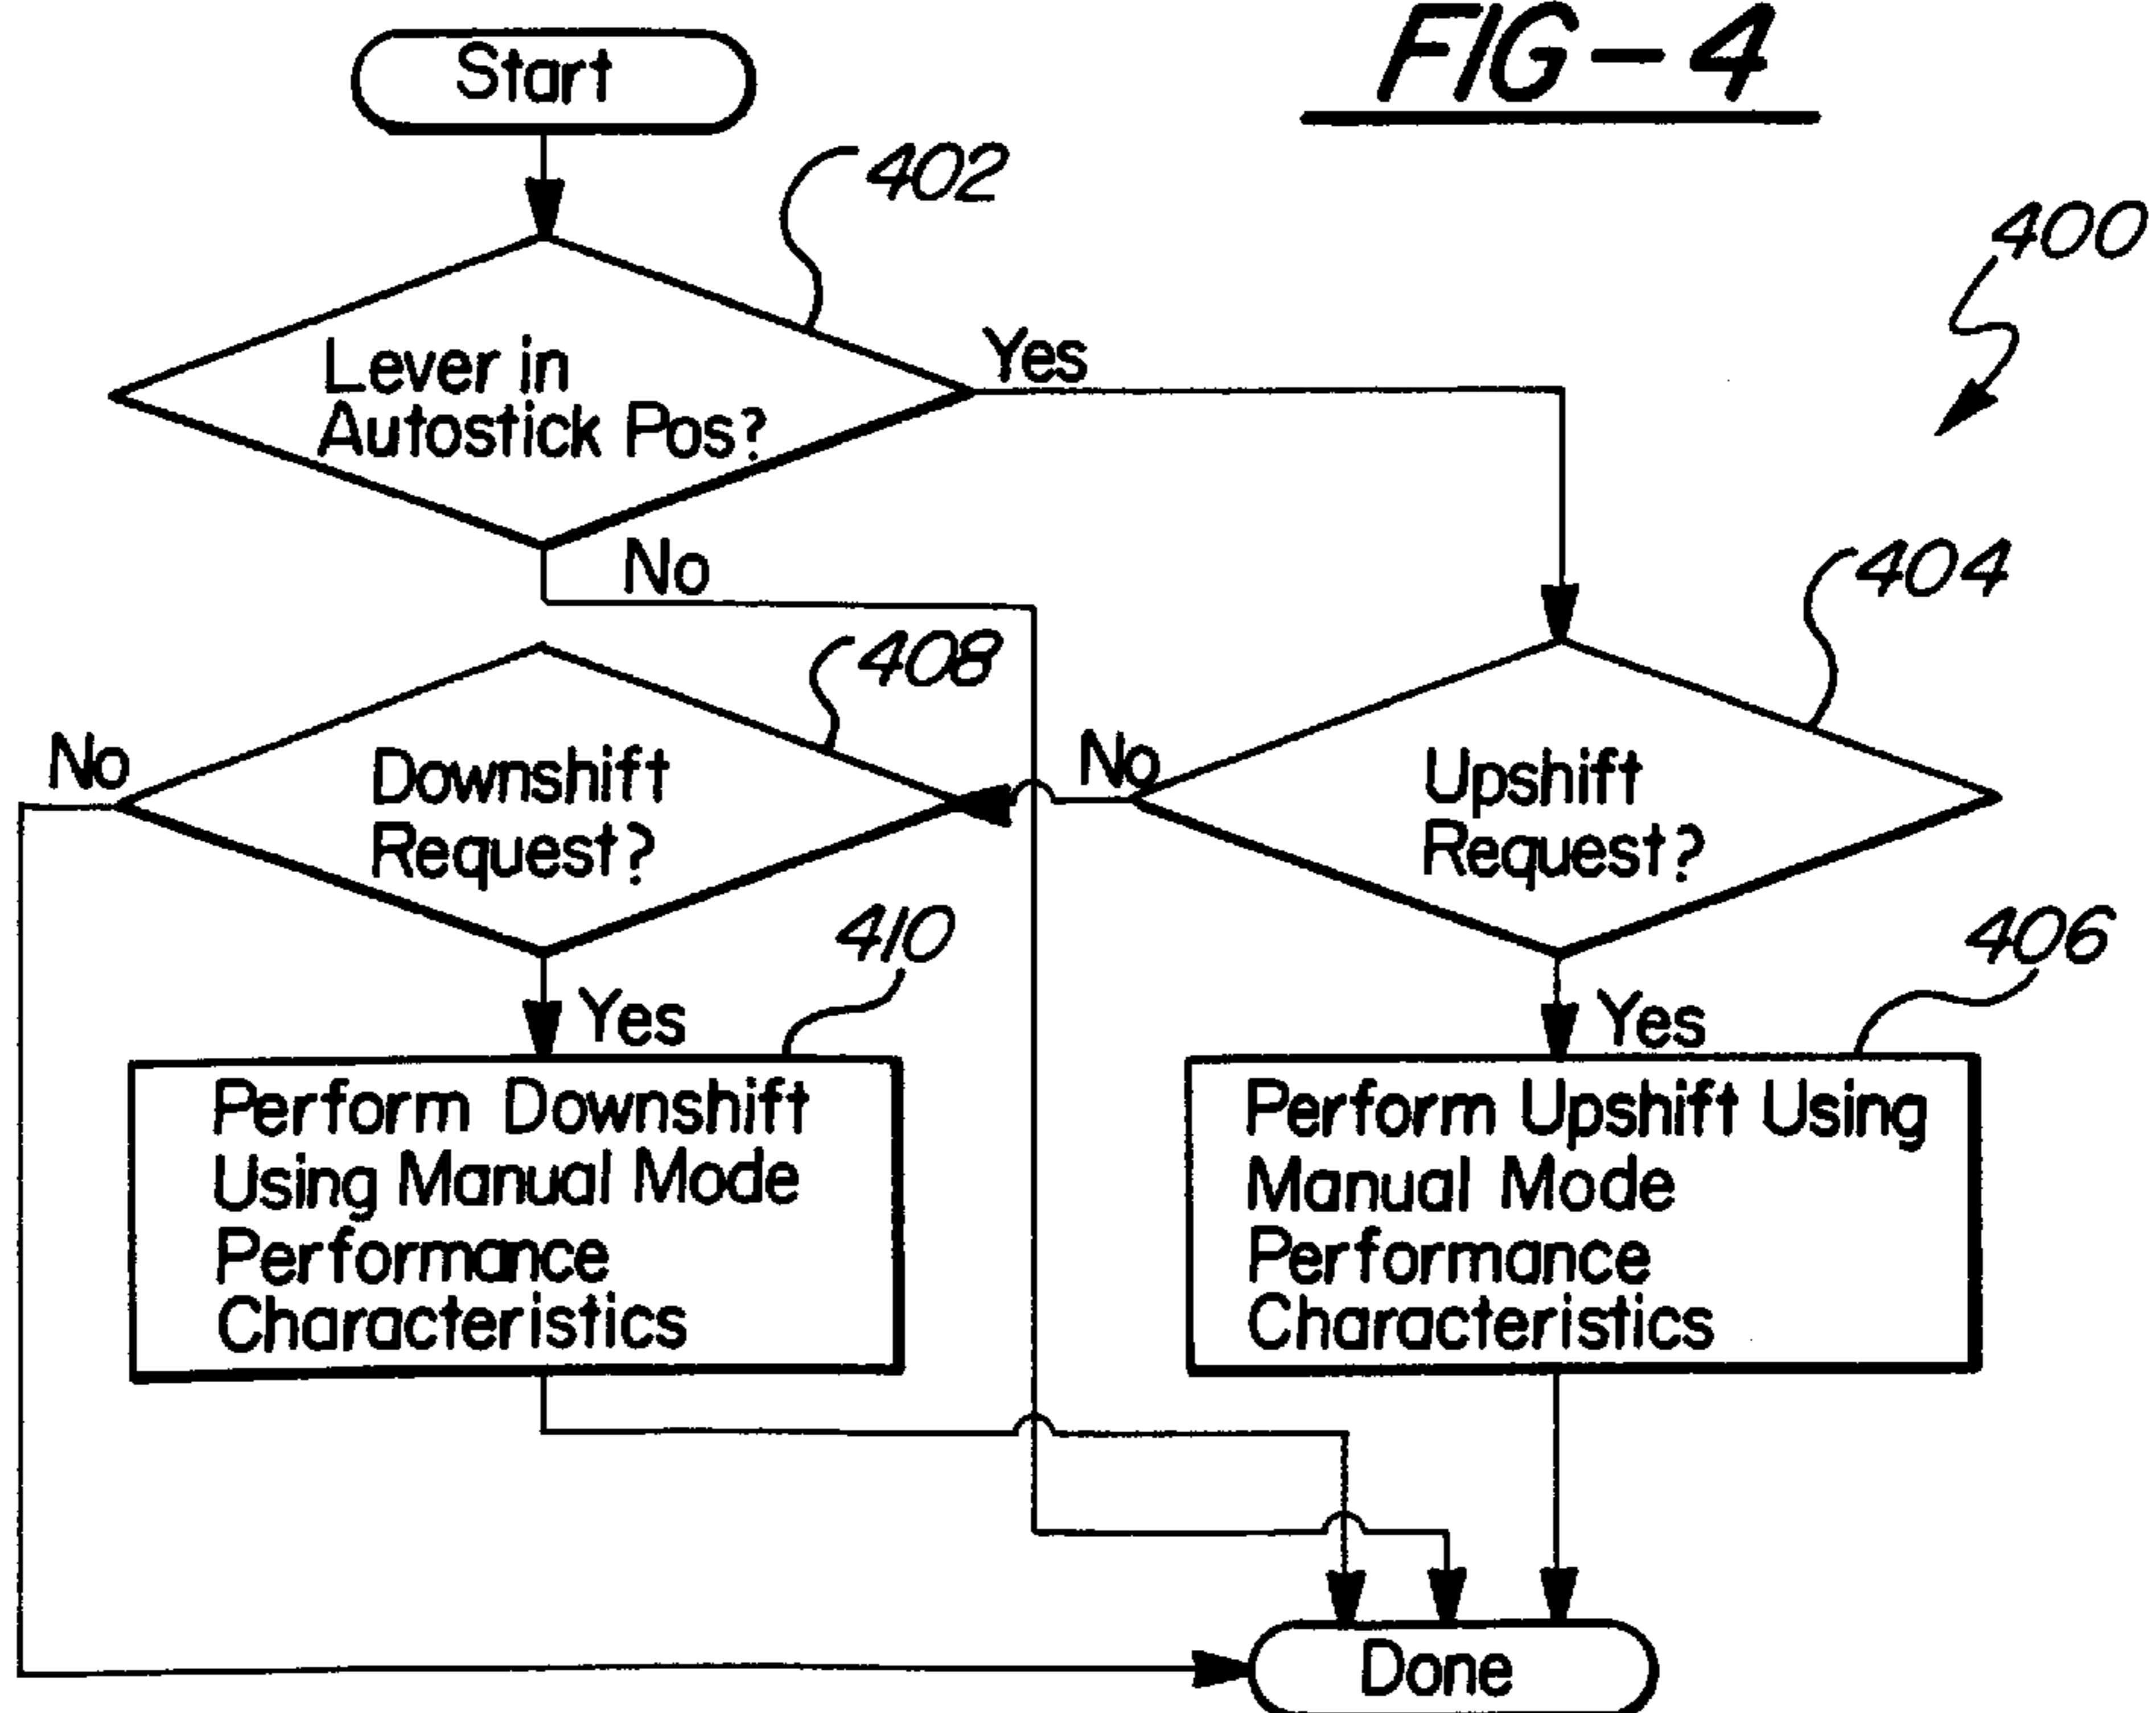 FIG-4
Start
402
400
Lever in
Autostick Pos?
Yes
No
404
408
No
Downshift
Request?
No
Upshift
Request?
410
406
Yes
Yes
Perform Downshift
Using Manual Mode
Performance
Characteristics
Perform Upshift Using
Manual Mode
Performance
Characteristics
Done